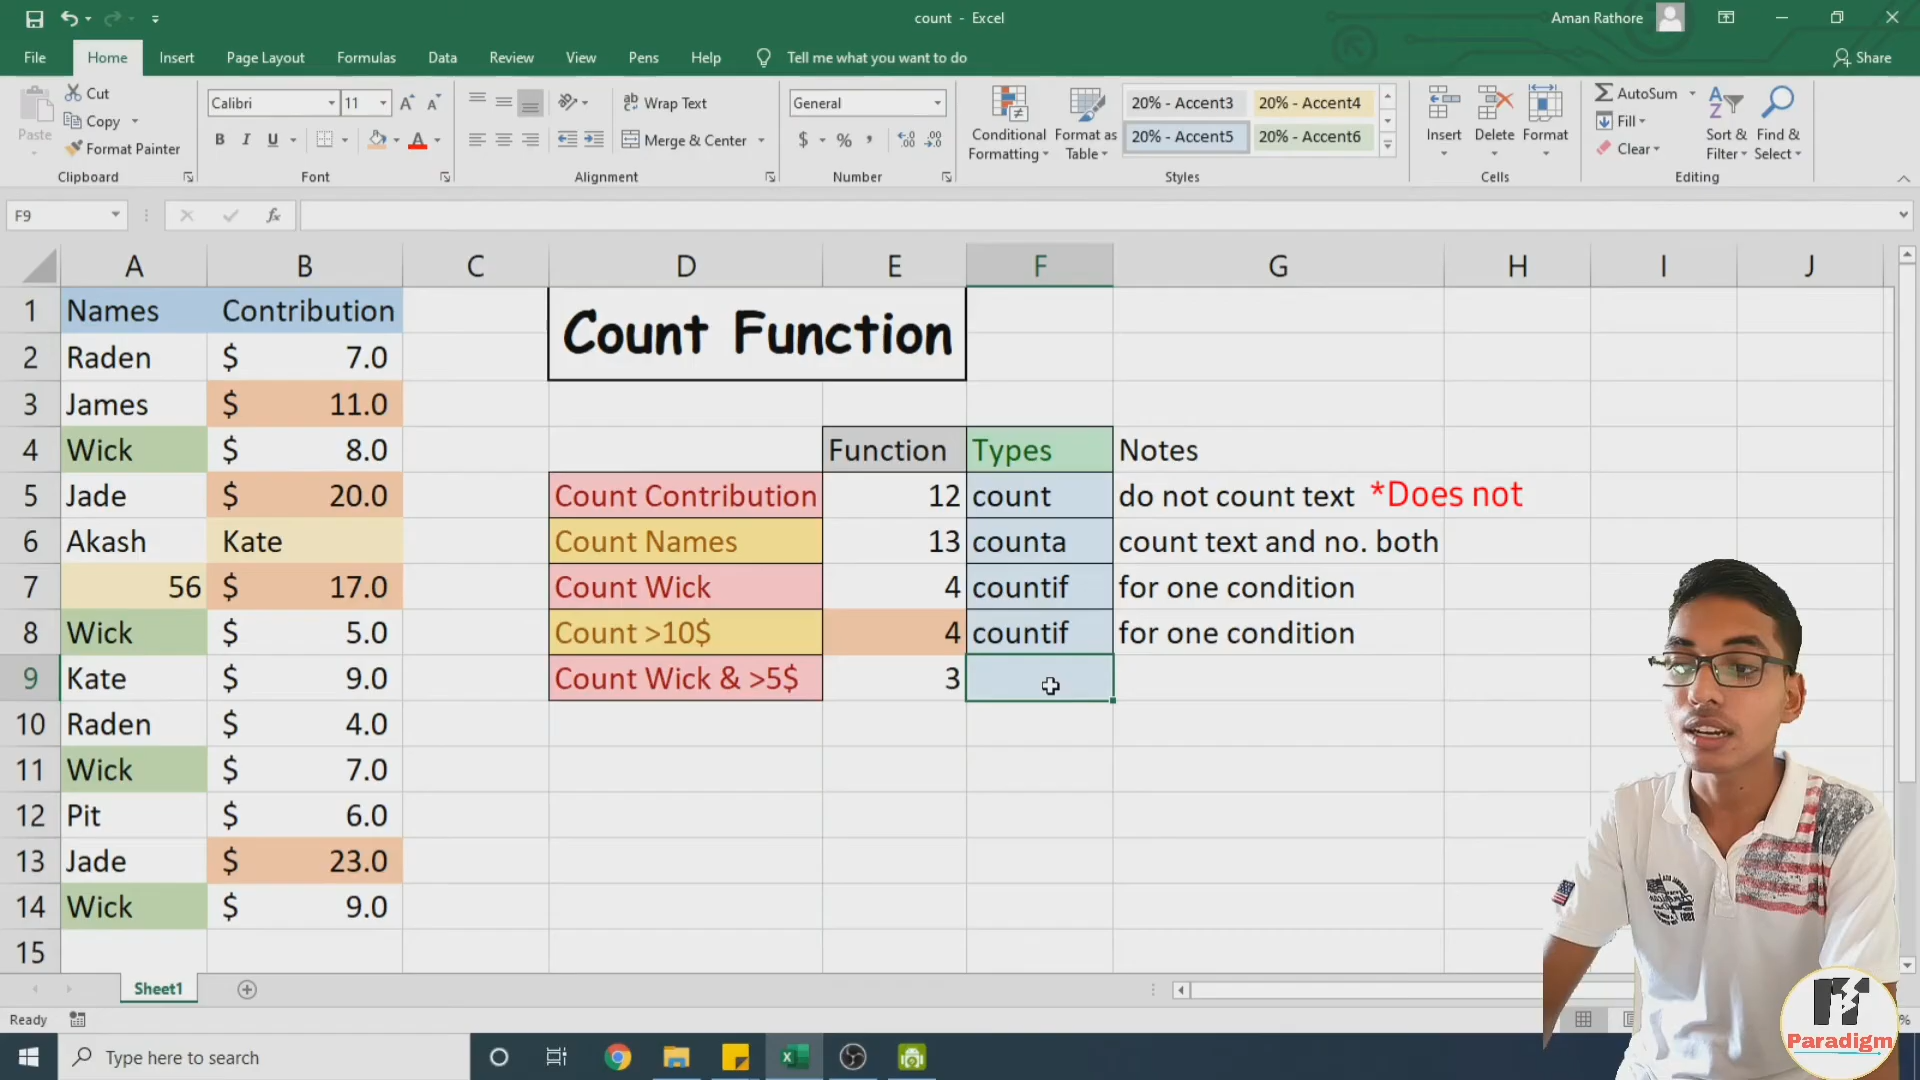 count - Excel
Aman Rathore
File Home Insert Page Layout Formulas Data Review View Pens Help Tell me what you want to do Share
Paste Cut Copy Format Painter Clipboard
Calibri 11 B I U Font
Wrap Text Merge & Center Alignment
General $ % , Number
Conditional Formatting Format as Table
20% - Accent3 20% - Accent4
20% - Accent5 20% - Accent6
Styles
Insert Delete Format Cells
AutoSum Fill Clear Sort & Filter Find & Select Editing
F9 fx
A B C D E F G H I J
1 Names Contribution Count Function
2 Raden $ 7.0
3 James $ 11.0
4 Wick $ 8.0 Function Types Notes
5 Jade $ 20.0 Count Contribution 12 count do not count text *Does not
6 Akash Kate Count Names 13 counta count text and no. both
7 56 $ 17.0 Count Wick 4 countif for one condition
8 Wick $ 5.0 Count >10$ 4 countif for one condition
9 Kate $ 9.0 Count Wick & >5$ 3
10 Raden $ 4.0
11 Wick $ 7.0
12 Pit $ 6.0
13 Jade $ 23.0
14 Wick $ 9.0
15
Sheet1
Ready %
Type here to search
Paradigm